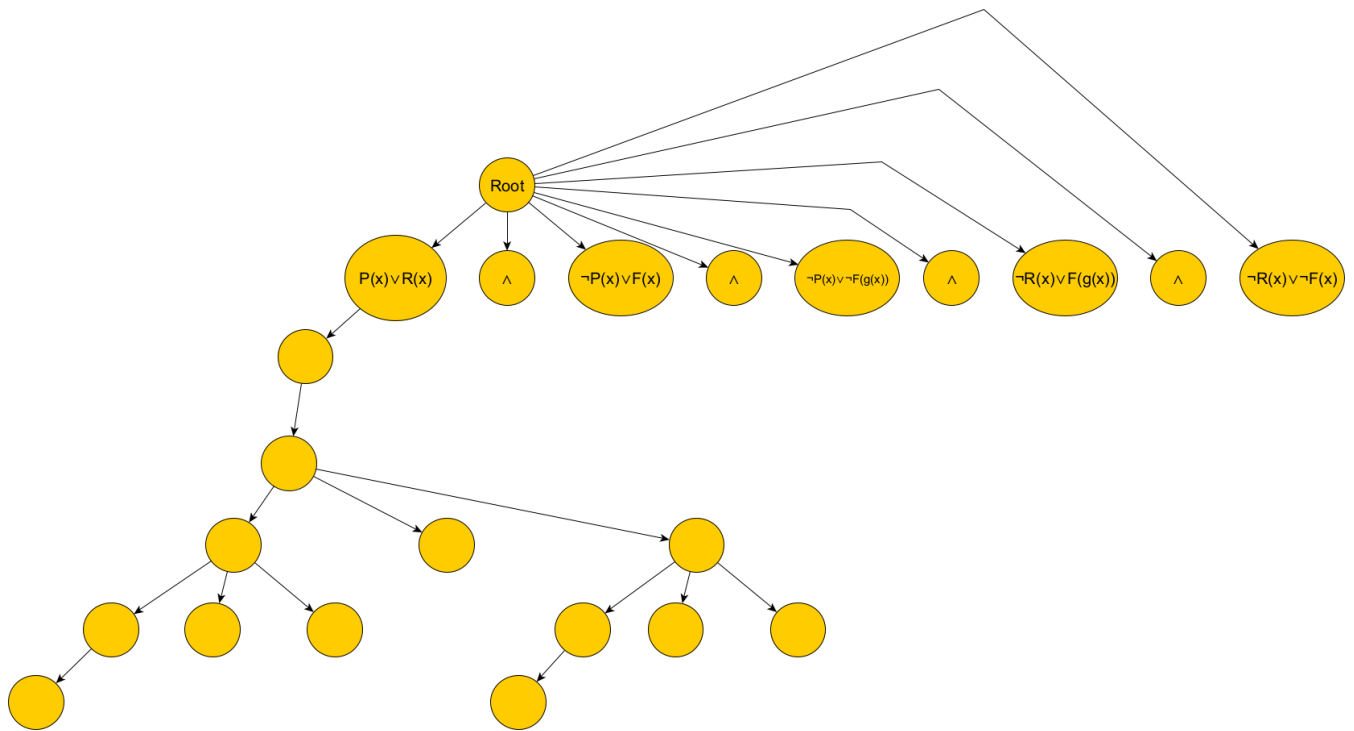 Root
P(x)∨R(x)
∧
¬P(x)∨F(x)
∧
¬P(x)∨¬F(g(x))
∧
¬R(x)∨F(g(x))
∧
¬R(x)∨¬F(x)